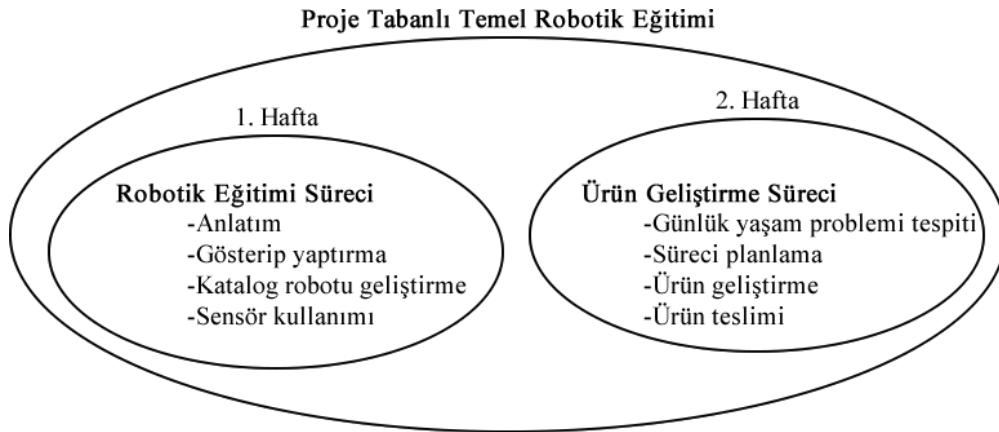 Proje Tabanlı Temel Robotik Eğitimi
1. Hafta
Robotik Eğitimi Süreci
-Anlatım
-Gösterip yaptırma
-Katalog robotu geliştirme
-Sensör kullanımı
2. Hafta
Ürün Geliştirme Süreci
-Günlük yaşam problemi tespiti
-Süreci planlama
-Ürün geliştirme
-Ürün teslimi